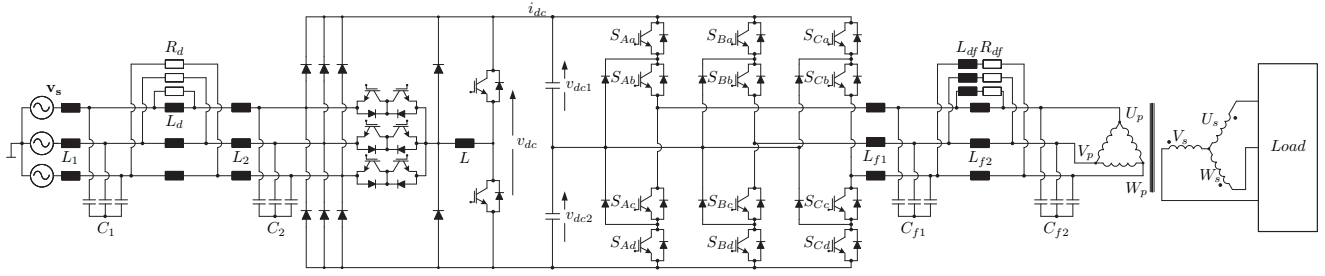 i_dc
R_d
S_Aa
S_Ba
S_Ca
L_df R_df
v_s
v_dc1
S_Ab
S_Bb
S_Cb
L_d
U_p
U_s
L_1
L_2
L
v_dc
L_f1
L_f2
V_p
V_s
Load
W_s
W_p
C_1
C_2
v_dc2
S_Ac
S_Bc
S_Cc
C_f1
C_f2
S_Ad
S_Bd
S_Cd